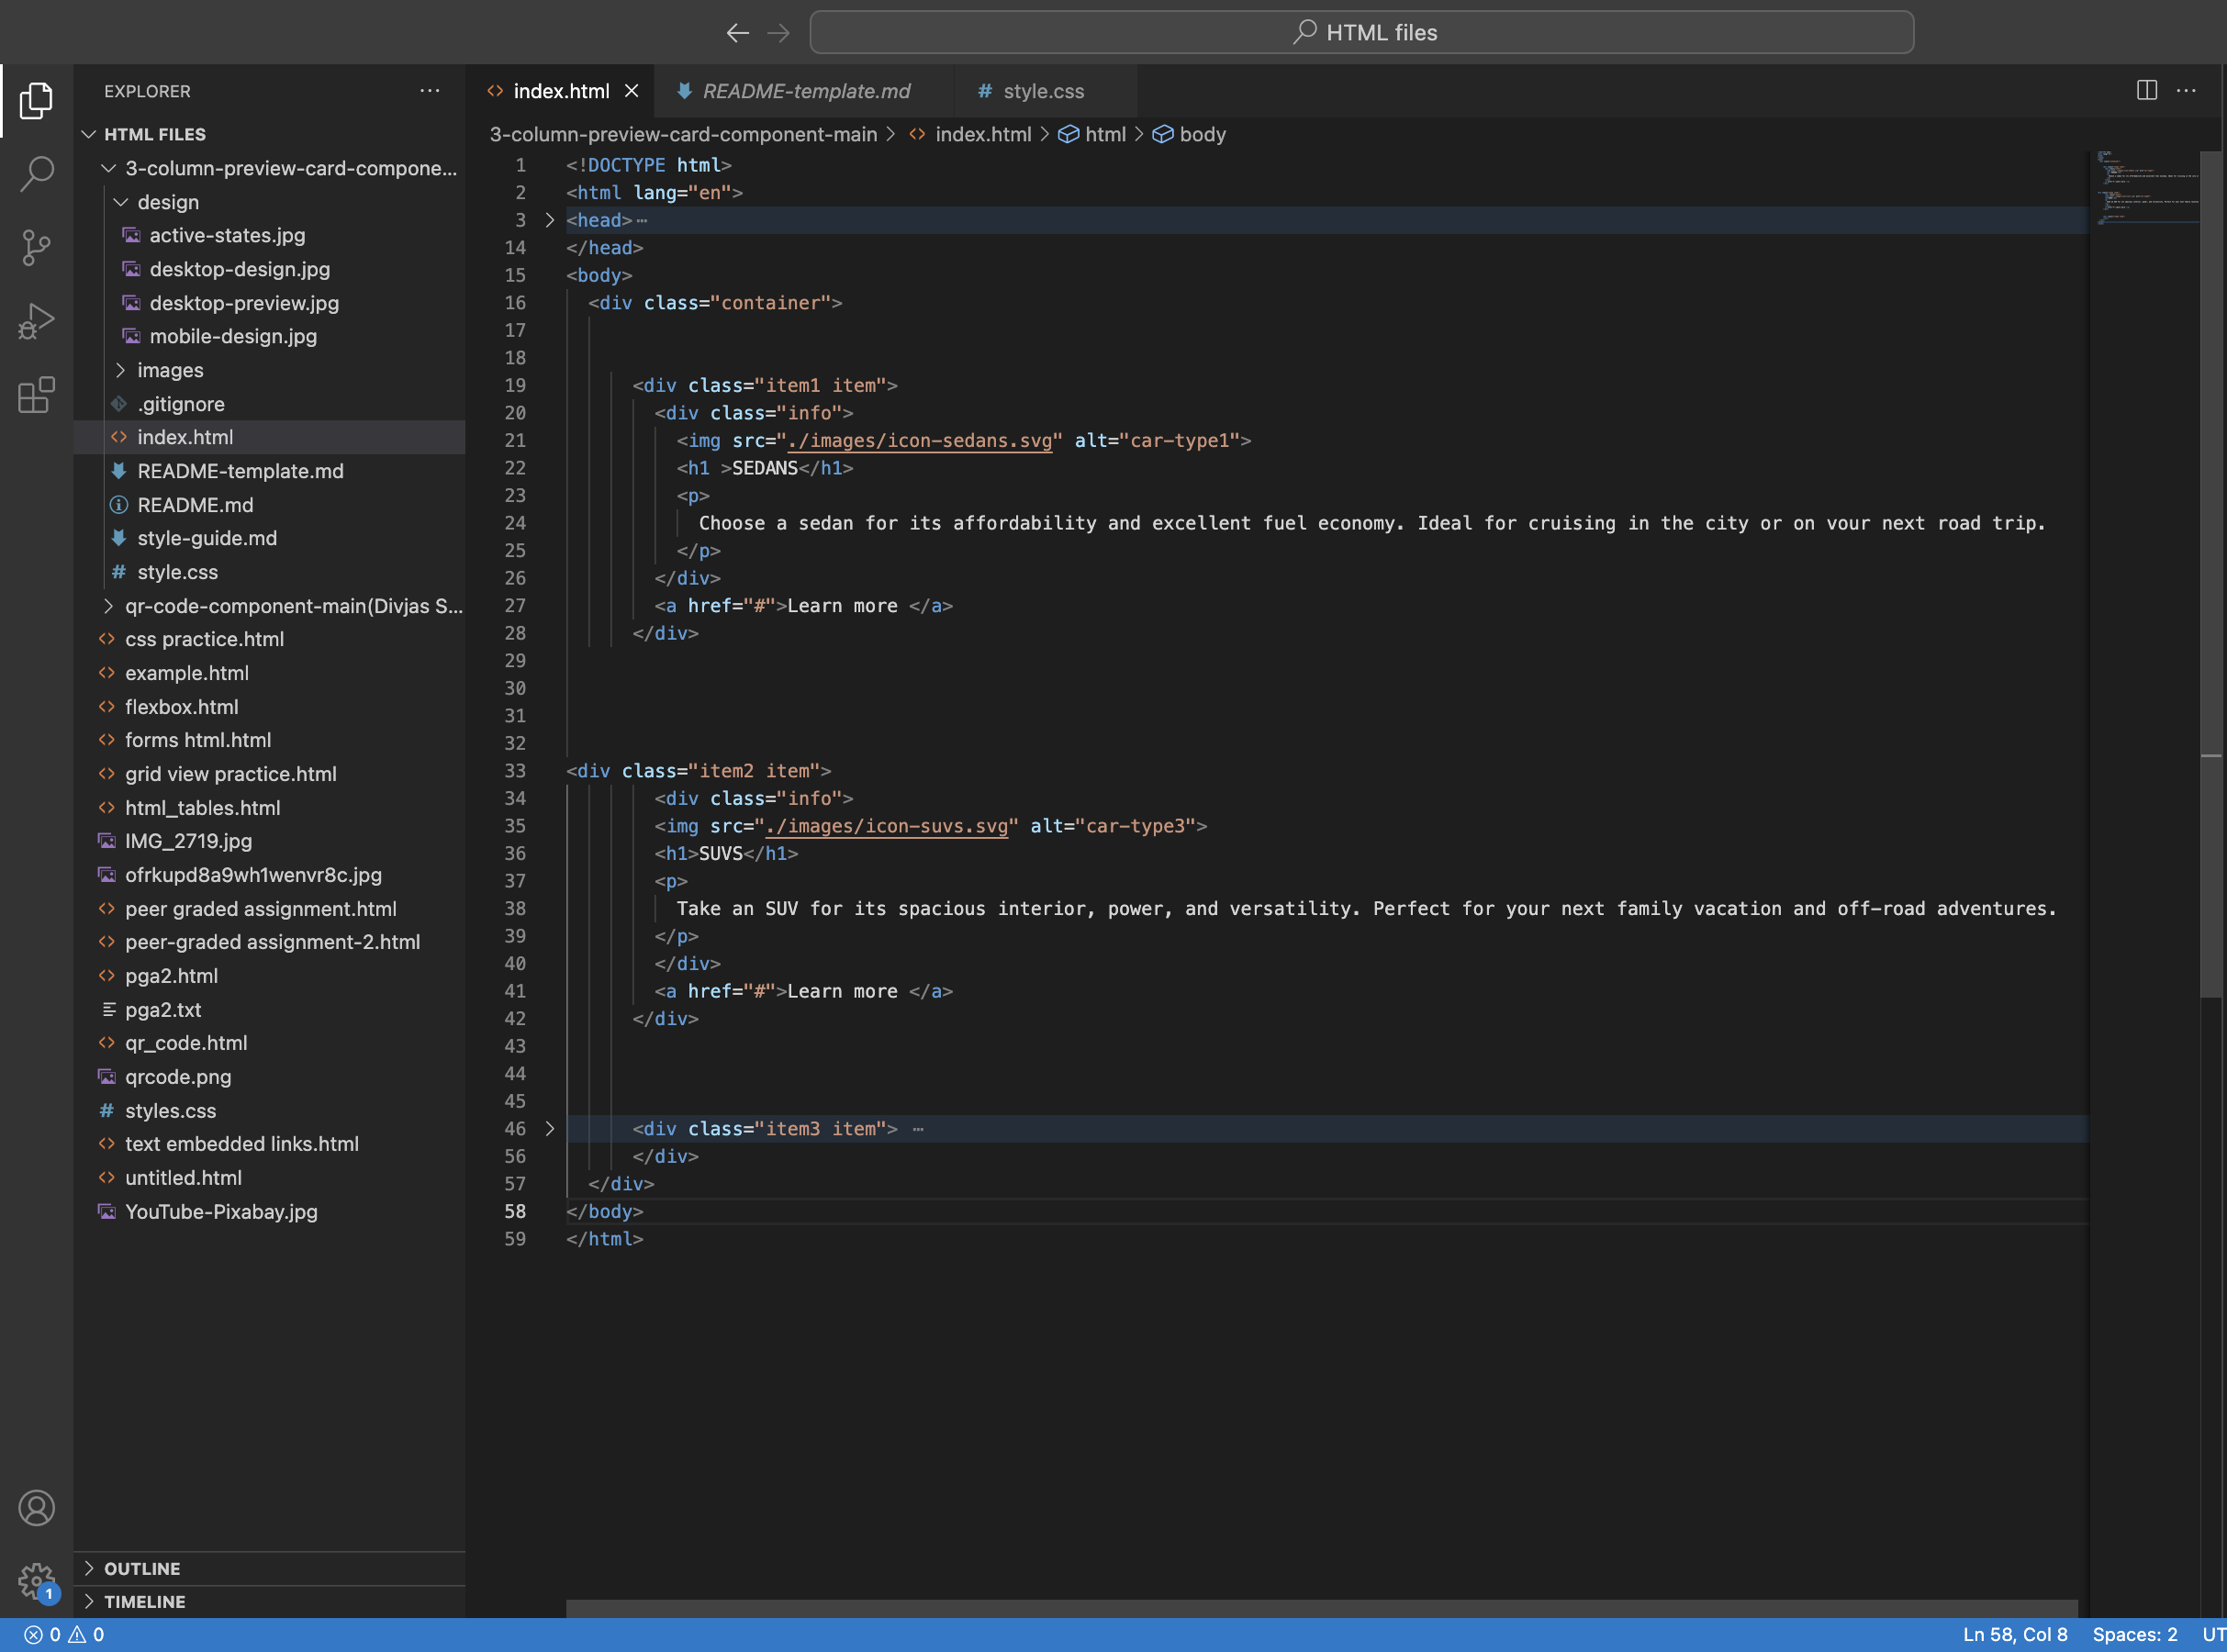 HTML files
EXPLORER
index.html
README-template.md
# style.css
HTML FILES
3-column-preview-card-compone...
design
active-states.jpg
desktop-design.jpg
desktop-preview.jpg
mobile-design.jpg
images
.gitignore
index.html
README-template.md
README.md
style-guide.md
# style.css
qr-code-component-main(Divjas S...
css practice.html
example.html
flexbox.html
forms html.html
grid view practice.html
html_tables.html
IMG_2719.jpg
ofrkupd8a9wh1wenvr8c.jpg
peer graded assignment.html
peer-graded assignment-2.html
pga2.html
pga2.txt
qr_code.html
qrcode.png
# styles.css
text embedded links.html
untitled.html
YouTube-Pixabay.jpg
OUTLINE
TIMELINE
3-column-preview-card-component-main > index.html > html > body
1 <!DOCTYPE html>
2 <html lang="en">
3 <head>…
14 </head>
15 <body>
16 <div class="container">
17
18
19 <div class="item1 item">
20 <div class="info">
21 <img src="./images/icon-sedans.svg" alt="car-type1">
22 <h1 >SEDANS</h1>
23 <p>
24 Choose a sedan for its affordability and excellent fuel economy. Ideal for cruising in the city or on vour next road trip.
25 </p>
26 </div>
27 <a href="#">Learn more </a>
28 </div>
29
30
31
32
33 <div class="item2 item">
34 <div class="info">
35 <img src="./images/icon-suvs.svg" alt="car-type3">
36 <h1>SUVS</h1>
37 <p>
38 Take an SUV for its spacious interior, power, and versatility. Perfect for your next family vacation and off-road adventures.
39 </p>
40 </div>
41 <a href="#">Learn more </a>
42 </div>
43
44
45
46 <div class="item3 item"> …
56 </div>
57 </div>
58 </body>
59 </html>
1
0 0
Ln 58, Col 8 Spaces: 2 UT